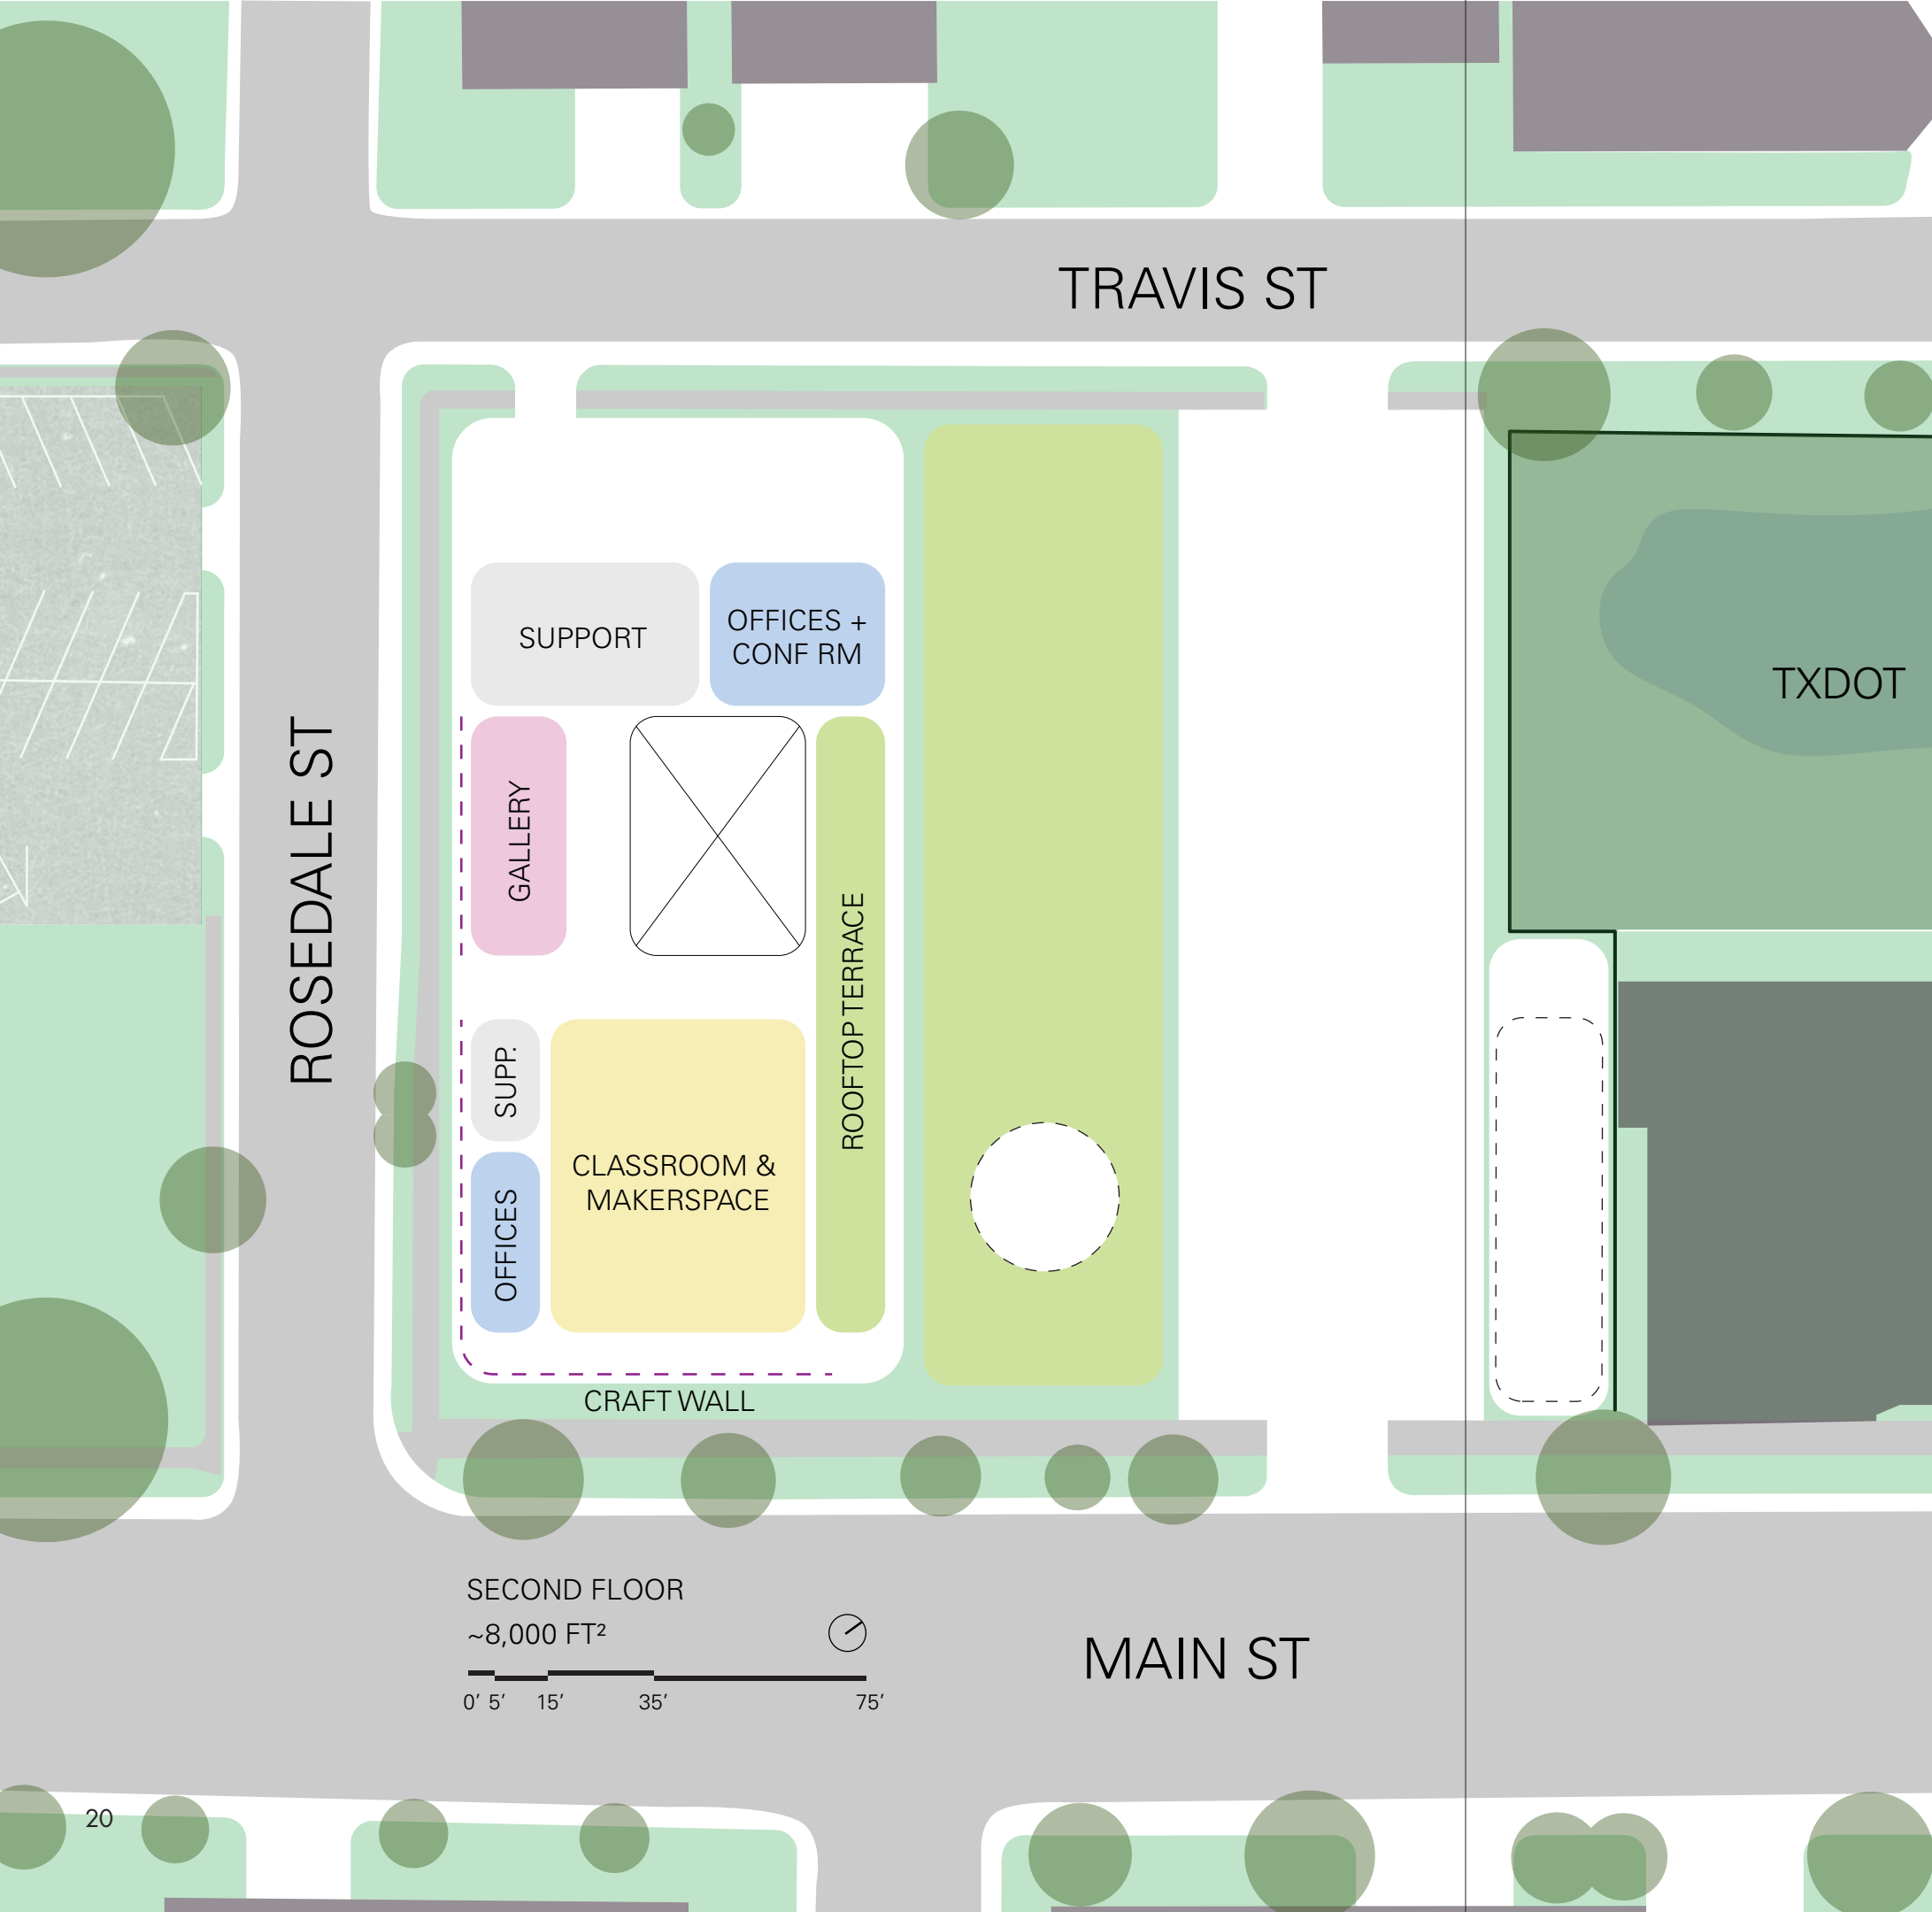 TRAVIS ST
SUPPORT
OFFICES +
CONF RM
TXDOT
ROSEDALE ST
GALLERY
ROOFTOP TERRACE
SUPP.
CLASSROOM &
MAKERSPACE
OFFICES
CRAFT WALL
SECOND FLOOR
~8,000 FT²
MAIN ST
0’ 5’ 15’ 35’ 75’
20